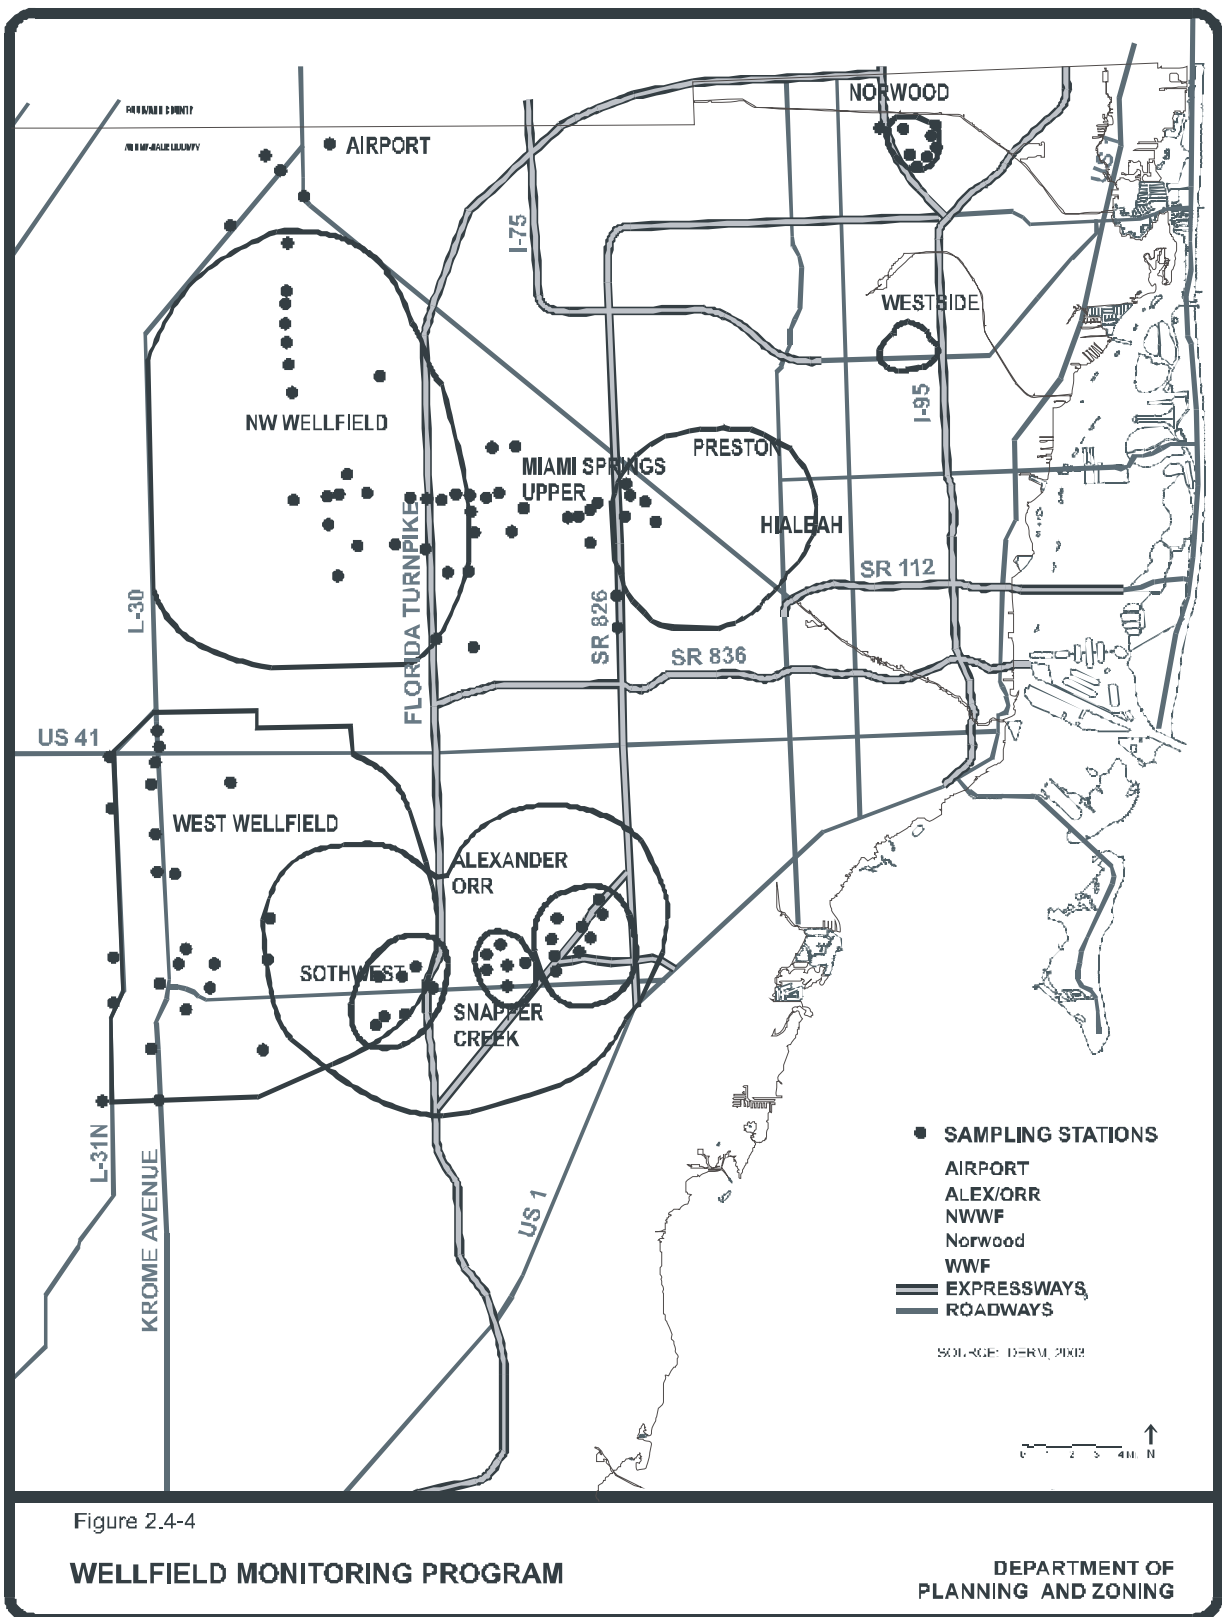 NORWOOD
AIRPORT
US 1
I-75
WESTSIDE
I-95
NW WELLFIELD
PRESTON
MIAMI SPRINGS
UPPER
HIALEAH
FLORIDA TURNPIKE
SR 112
L-30
SR 826
SR 836
US 41
WEST WELLFIELD
ALEXANDER
ORR
SOTHWEST
SNAPPER
CREEK
L-31N
KROME AVENUE
US 1
SAMPLING STATIONS
AIRPORT
ALEX/ORR
NWWF
Norwood
WWF
EXPRESSWAYS
ROADWAYS
SOURCE: DERM, 2003
N
Figure 2.4-4
WELLFIELD MONITORING PROGRAM
DEPARTMENT OF
PLANNING AND ZONING